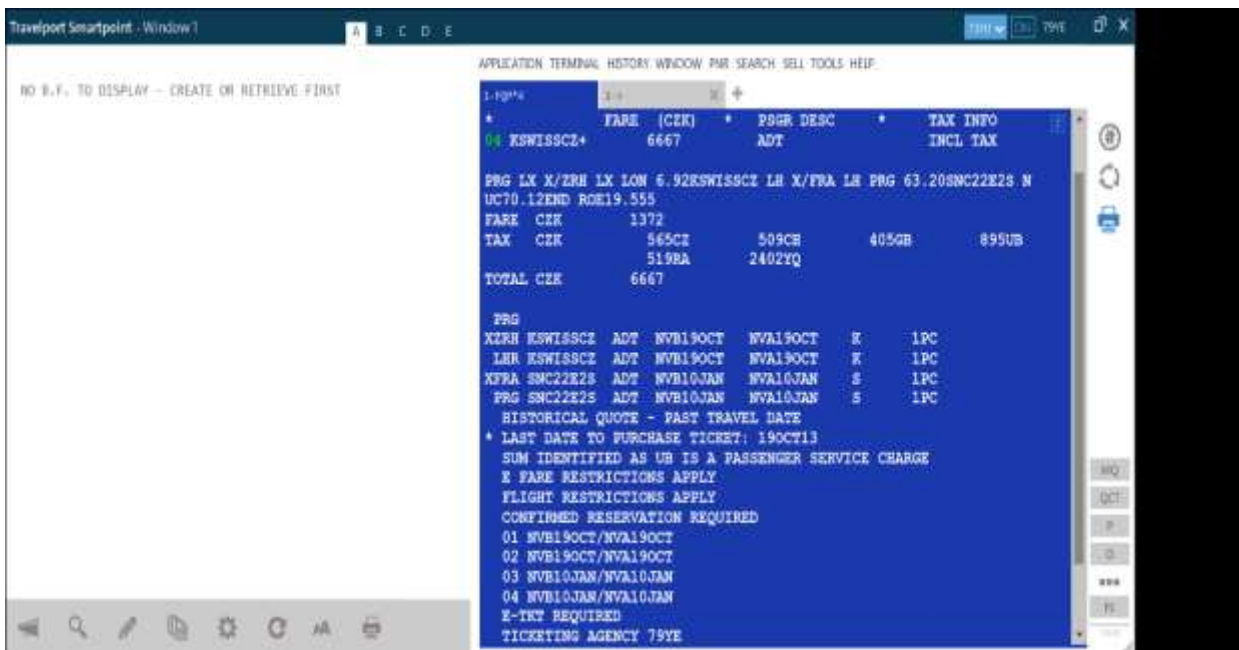 Travelport Smartpoint - Window 1
A B C D E
79YE
APPLICATION TERMINAL HISTORY WINDOW PNR SEARCH SELL TOOLS HELP
NO B.F. TO DISPLAY - CREATE OR RETRIEVE FIRST
* FARE (CZK) * PSGR DESC * TAX INFO
04 KSWISSCZ+ 6667 ADT INCL TAX
PRG LX X/ZRH LX LON 6.92KSWISSCZ LH X/FRA LH PRG 63.20SNC22E2S N
UC70.12END ROE19.555
FARE CZK 1372
TAX CZK 565CZ 509CH 405GB 895UB
519RA 2402YQ
TOTAL CZK 6667
PRG
XZRH KSWISSCZ ADT NVB19OCT NVA19OCT K 1PC
LHR KSWISSCZ ADT NVB19OCT NVA19OCT K 1PC
XFRA SNC22E2S ADT NVB10JAN NVA10JAN S 1PC
PRG SNC22E2S ADT NVB10JAN NVA10JAN S 1PC
HISTORICAL QUOTE - PAST TRAVEL DATE
* LAST DATE TO PURCHASE TICKET: 19OCT13
SUM IDENTIFIED AS UB IS A PASSENGER SERVICE CHARGE
E FARE RESTRICTIONS APPLY
FLIGHT RESTRICTIONS APPLY
CONFIRMED RESERVATION REQUIRED
01 NVB19OCT/NVA19OCT
02 NVB19OCT/NVA19OCT
03 NVB10JAN/NVA10JAN
04 NVB10JAN/NVA10JAN
E-TKT REQUIRED
TICKETING AGENCY 79YE
MQ
QCT
P